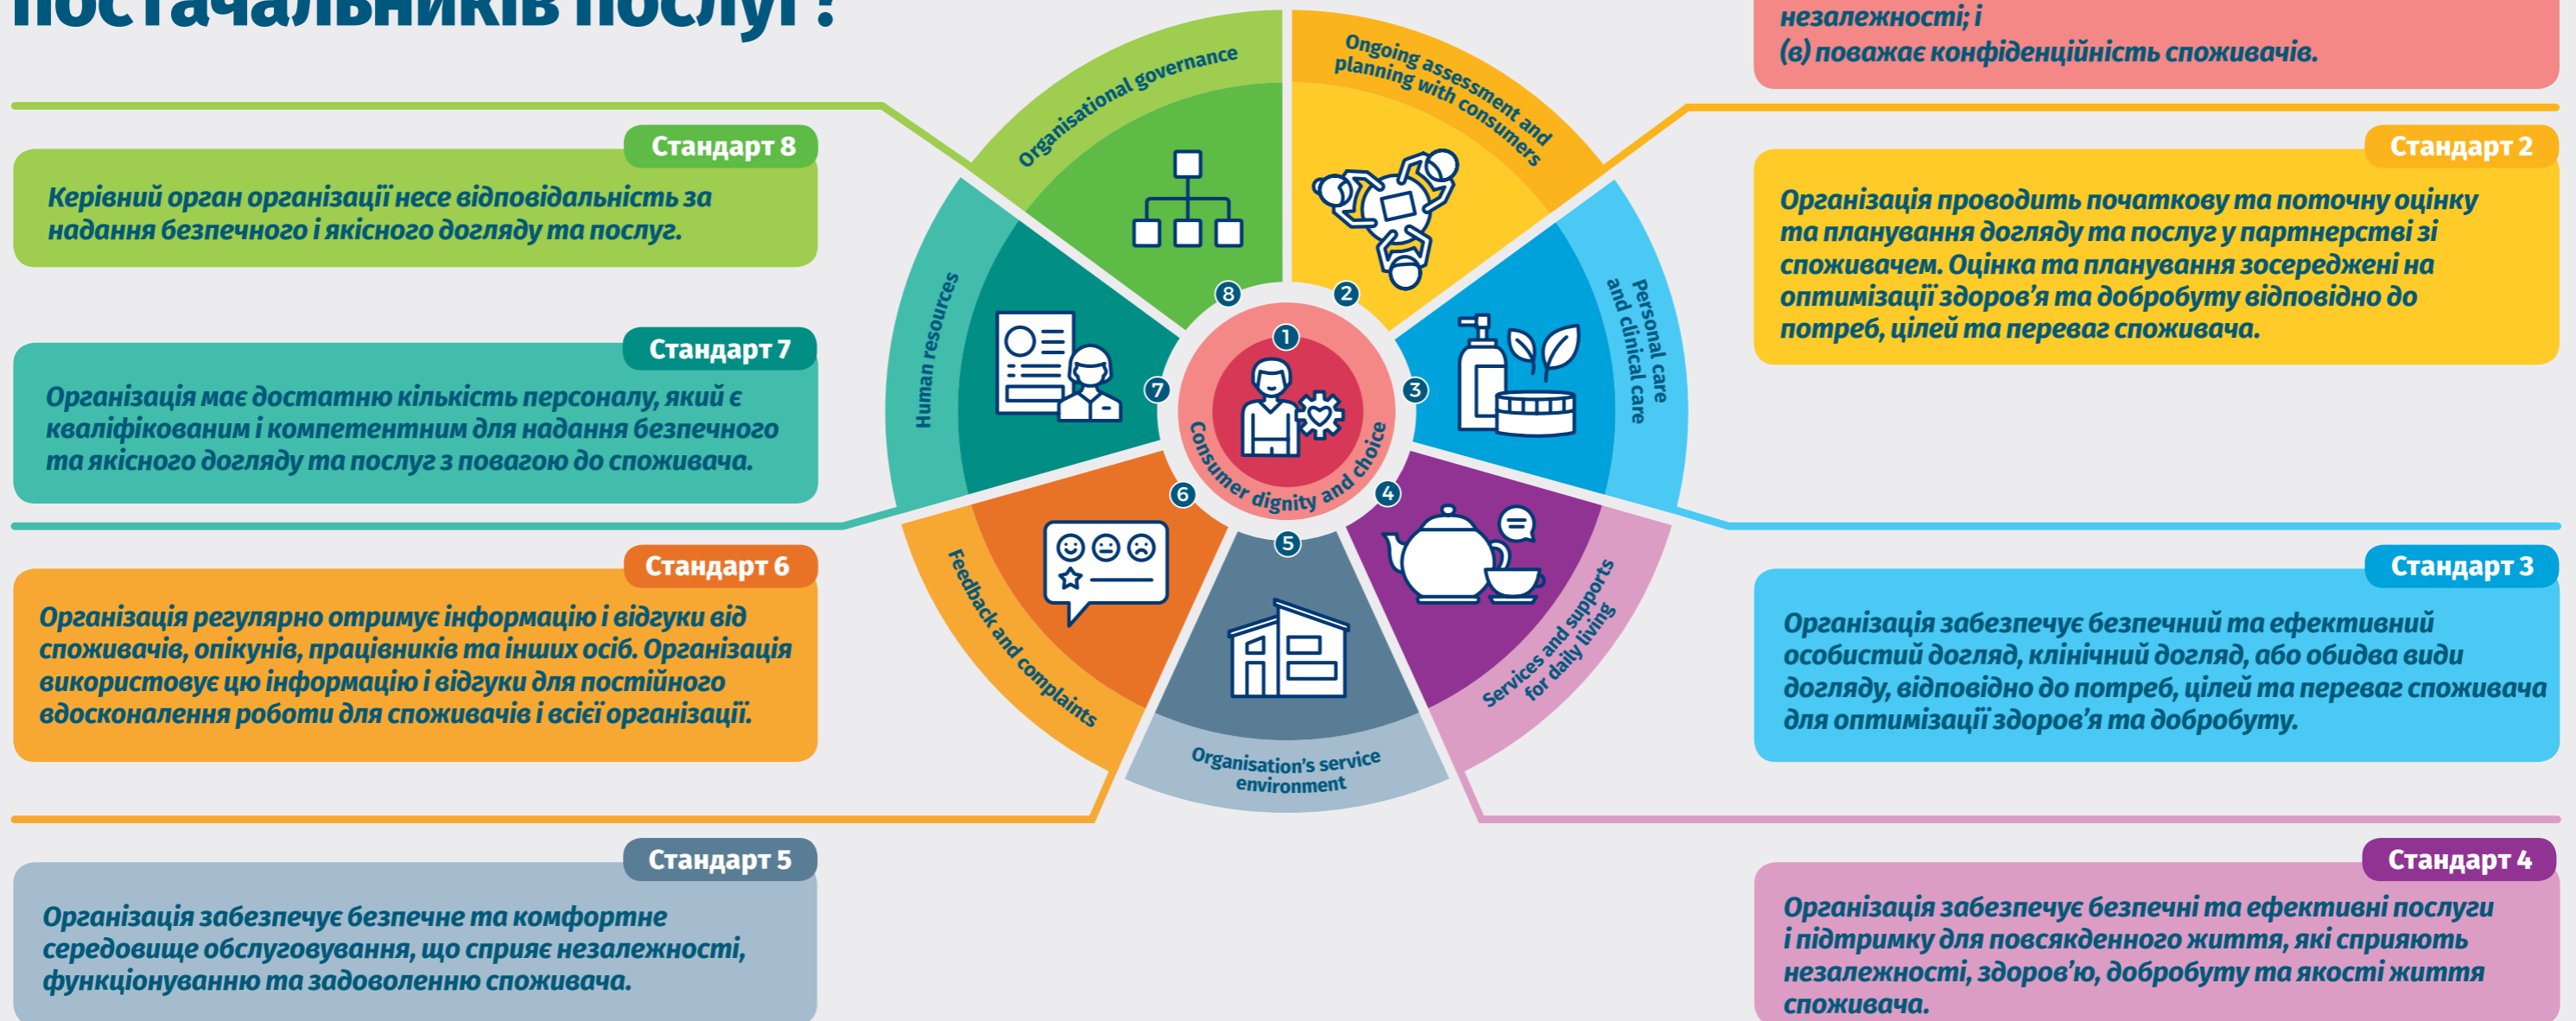 постачальників послуг?
незалежності; і
(в) поважає конфіденційність споживачів.
Стандарт 8
Керівний орган організації несе відповідальність за
надання безпечного і якісного догляду та послуг.
Стандарт 7
Організація має достатню кількість персоналу, який є
кваліфікованим і компетентним для надання безпечного
та якісного догляду та послуг з повагою до споживача.
Стандарт 6
Організація регулярно отримує інформацію і відгуки від
споживачів, опікунів, працівників та інших осіб. Організація
використовує цю інформацію і відгуки для постійного
вдосконалення роботи для споживачів і всієї організації.
Стандарт 5
Організація забезпечує безпечне та комфортне
середовище обслуговування, що сприяє незалежності,
функціонуванню та задоволенню споживача.
Organisational governance
Ongoing assessment and
planning with consumers
Human resources
Personal care
and clinical care
8
2
1
7
3
Consumer dignity and choice
6
4
5
Feedback and complaints
Services and supports
for daily living
Organisation’s service
environment
Стандарт 2
Організація проводить початкову та поточну оцінку
та планування догляду та послуг у партнерстві зі
споживачем. Оцінка та планування зосереджені на
оптимізації здоров’я та добробуту відповідно до
потреб, цілей та переваг споживача.
Стандарт 3
Організація забезпечує безпечний та ефективний
особистий догляд, клінічний догляд, або обидва види
догляду, відповідно до потреб, цілей та переваг споживача
для оптимізації здоров’я та добробуту.
Стандарт 4
Організація забезпечує безпечні та ефективні послуги
і підтримку для повсякденного життя, які сприяють
незалежності, здоров’ю, добробуту та якості життя
споживача.